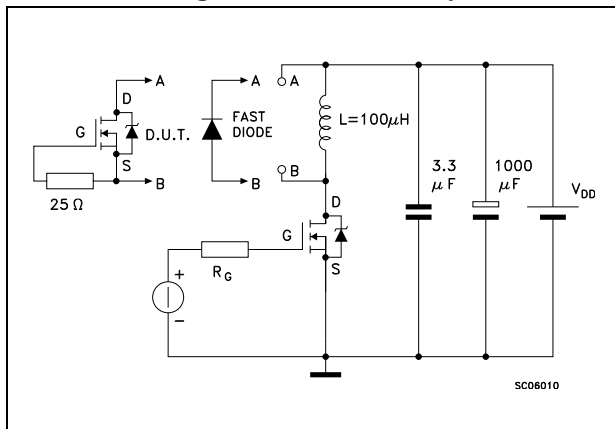 A
A
A
D
FAST
DIODE
L=100μH
G
D.U.T.
S
B
B
B
25 Ω
D
3.3
μF
1000
μF
V_DD
G
S
R_G
+
-
SC06010